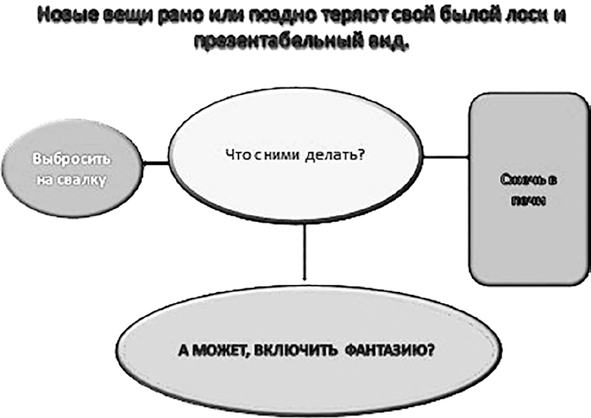 Новые вещи рано или поздно теряют свой былой лоск и
презентабельный вид.
Выбросить
на свалку
Что с ними делать?
Сжечь в
печи
А МОЖЕТ, ВКЛЮЧИТЬ ФАНТАЗИЮ?